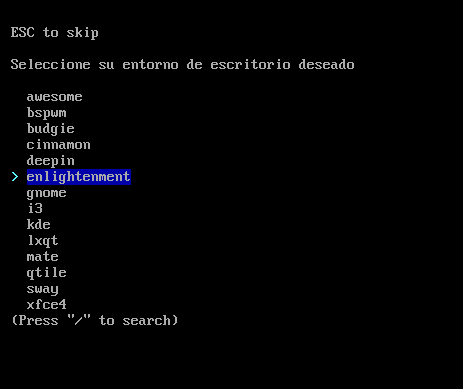 ESC to skip
Seleccione su entorno de escritorio deseado
awesome
bspwm
budgie
cinnamon
deepin
> enlightenment
gnome
i3
kde
lxqt
mate
qtile
sway
xfce4
(Press "/" to search)